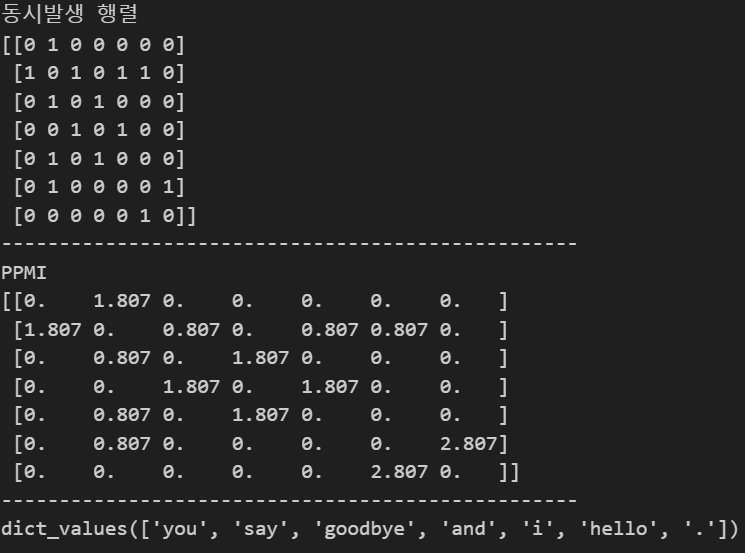 동시발생 행렬
[[0 1 0 0 0 0 0]
 [1 0 1 0 1 1 0]
 [0 1 0 1 0 0 0]
 [0 0 1 0 1 0 0]
 [0 1 0 1 0 0 0]
 [0 1 0 0 0 0 1]
 [0 0 0 0 0 1 0]]
--------------------------------------------------
PPMI
[[0.    1.807 0.    0.    0.    0.    0.   ]
 [1.807 0.    0.807 0.    0.807 0.807 0.   ]
 [0.    0.807 0.    1.807 0.    0.    0.   ]
 [0.    0.    1.807 0.    1.807 0.    0.   ]
 [0.    0.807 0.    1.807 0.    0.    0.   ]
 [0.    0.807 0.    0.    0.    0.    2.807]
 [0.    0.    0.    0.    0.    2.807 0.   ]]
--------------------------------------------------
dict_values(['you', 'say', 'goodbye', 'and', 'i', 'hello', '.'])